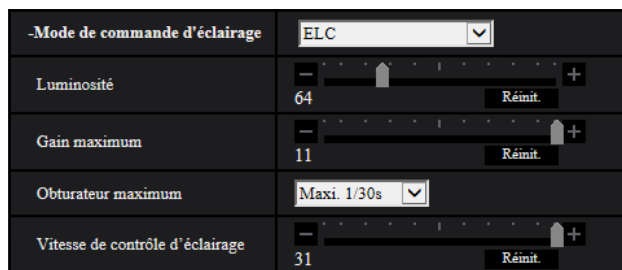 -Mode de commande d'éclairage ELC
Luminosité
64 Réinit.
Gain maximum
11 Réinit.
Obturateur maximum Maxi. 1/30s
Vitesse de contrôle d'éclairage
31 Réinit.